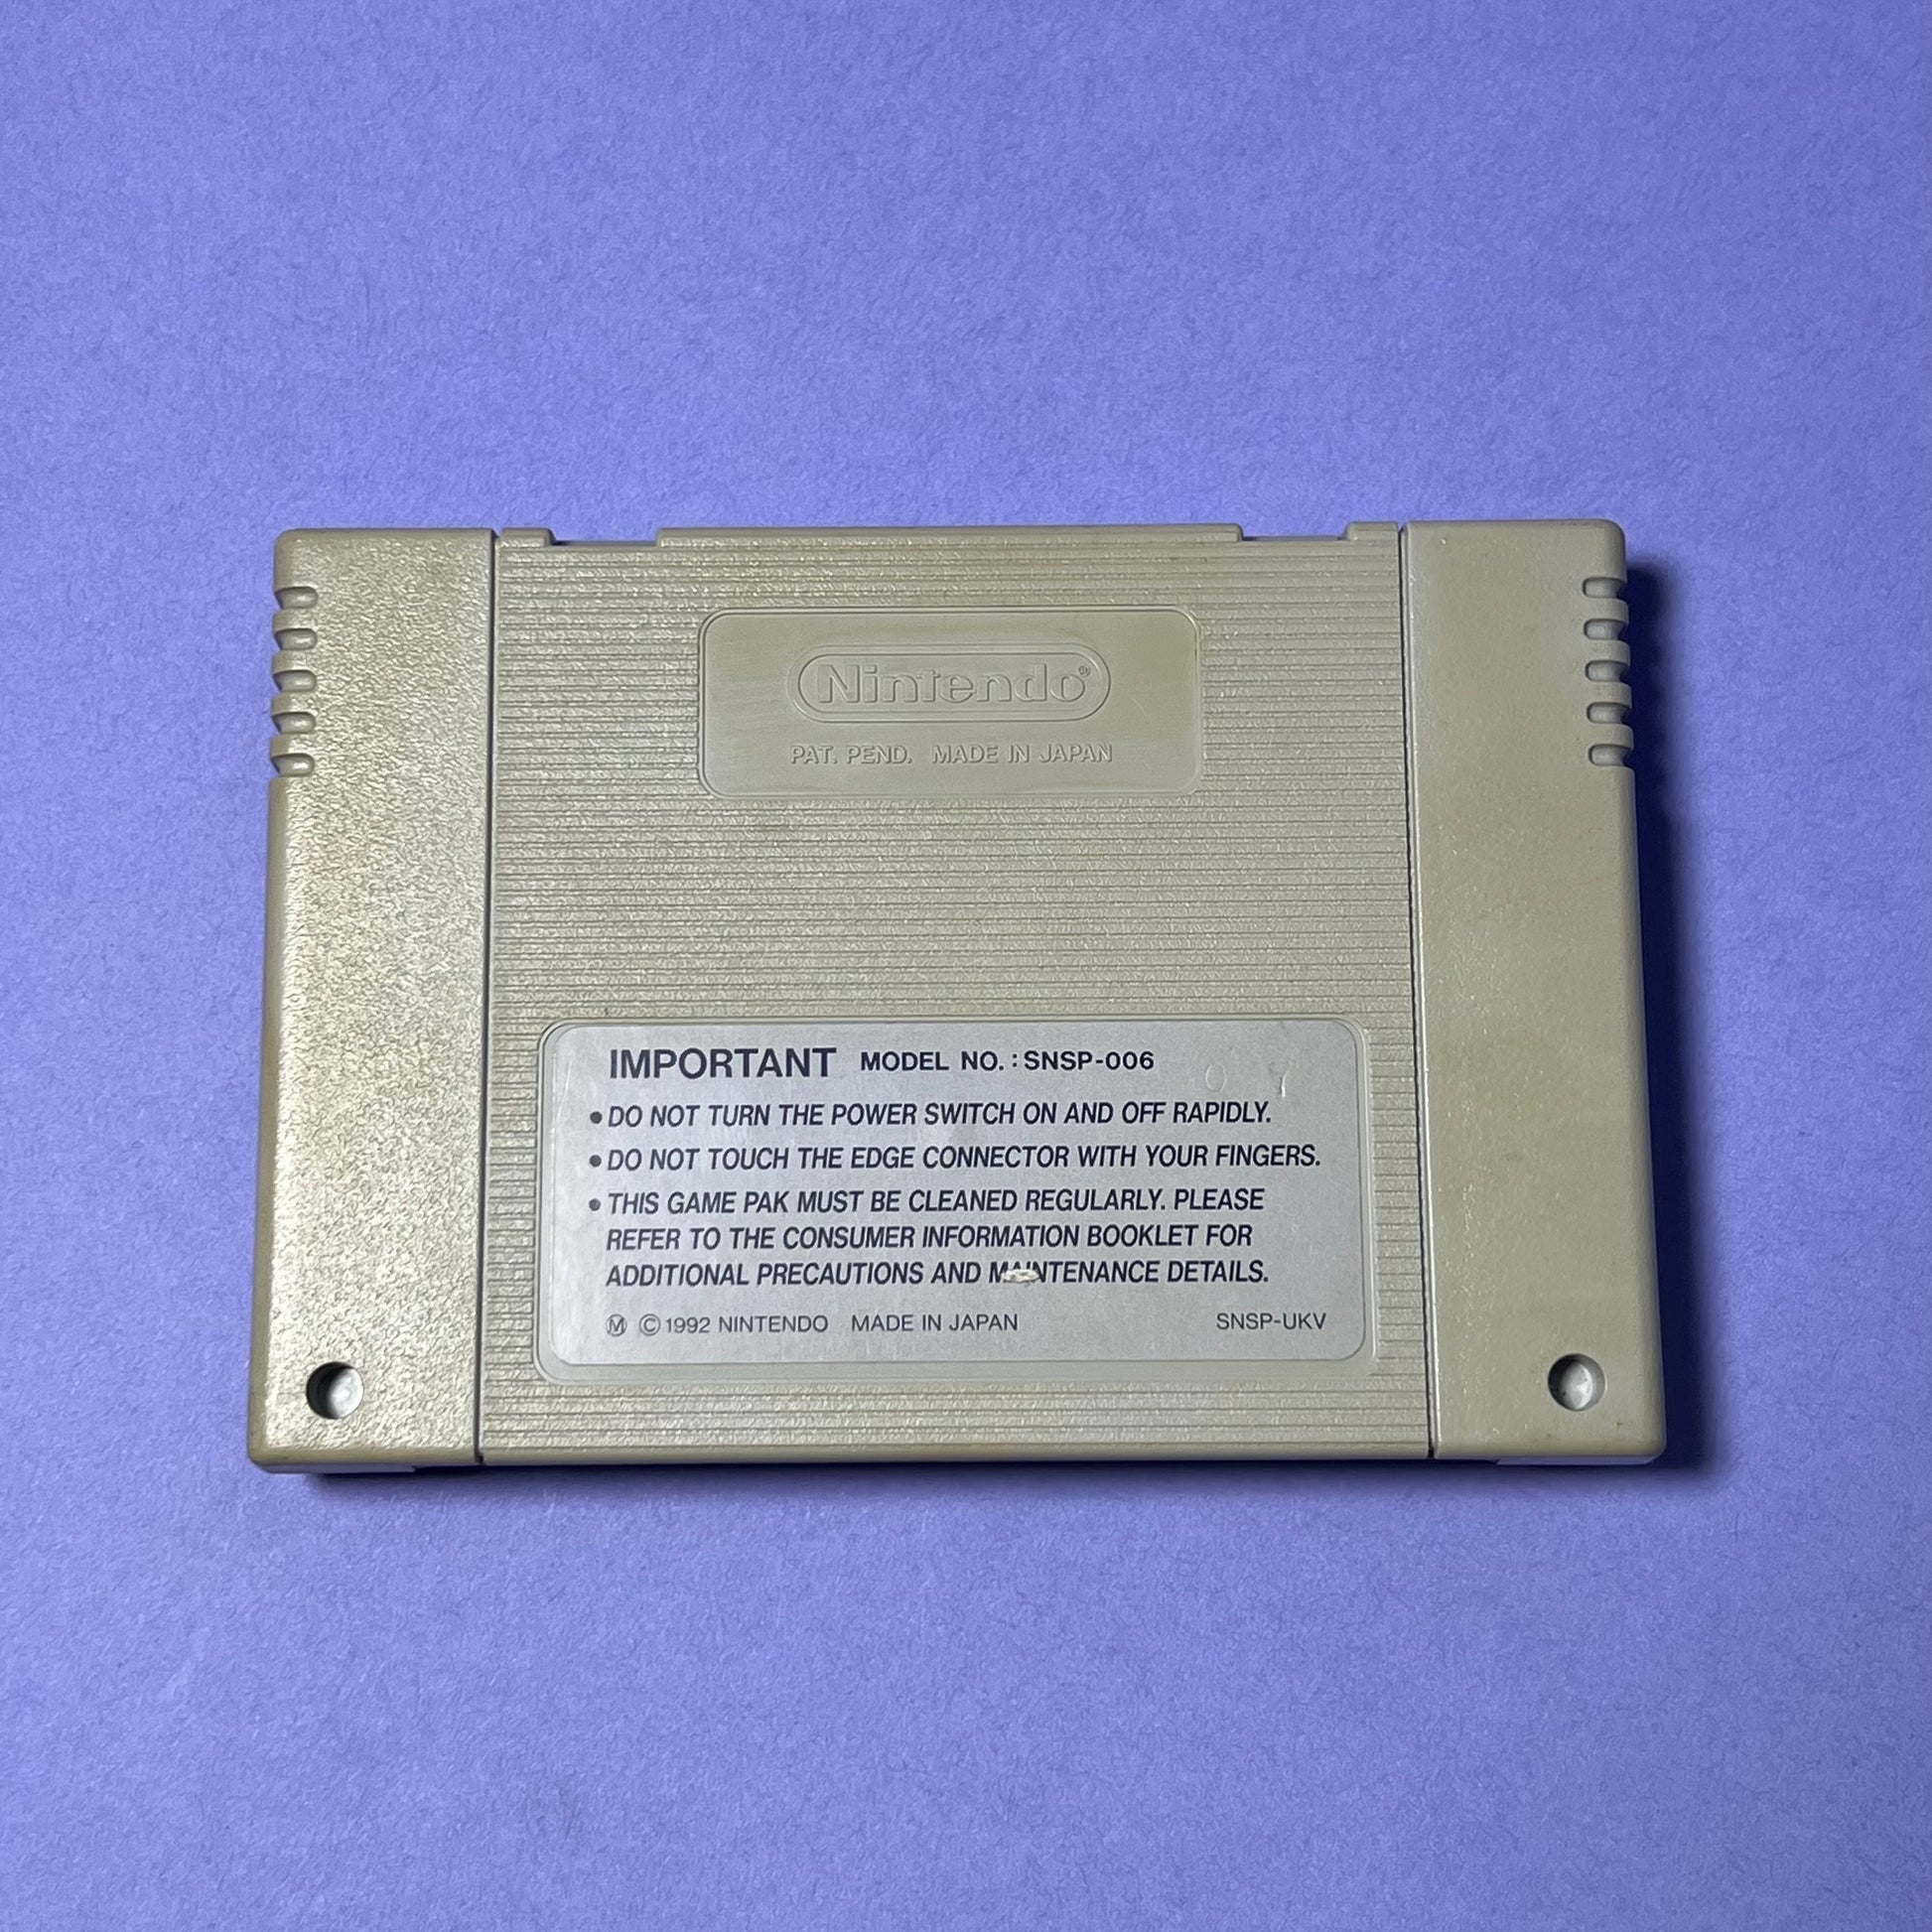 Nintendo®
PAT. PEND. MADE IN JAPAN
IMPORTANT MODEL NO.:SNSP-006
•DO NOT TURN THE POWER SWITCH ON AND OFF RAPIDLY.
•DO NOT TOUCH THE EDGE CONNECTOR WITH YOUR FINGERS.
•THIS GAME PAK MUST BE CLEANED REGULARLY. PLEASE
REFER TO THE CONSUMER INFORMATION BOOKLET FOR
ADDITIONAL PRECAUTIONS AND MAINTENANCE DETAILS.
Ⓜ ©1992 NINTENDO MADE IN JAPAN SNSP-UKV